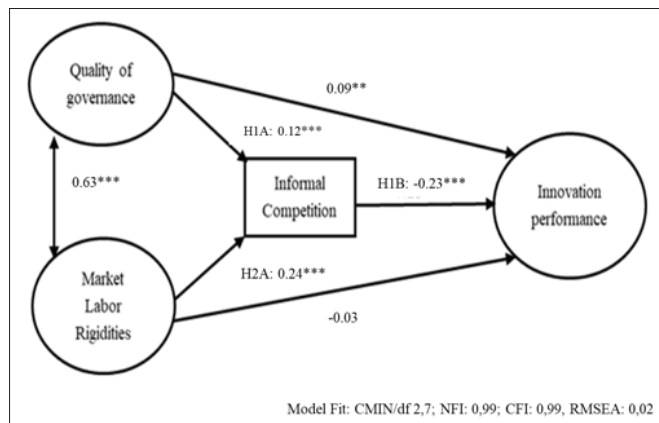 Quality of
governance
0.09**
H1A: 0.12***
0.63***
Informal
Competition
H1B: -0.23***
Innovation
performance
Market
Labor
Rigidities
H2A: 0.24***
-0.03
Model Fit: CMIN/df 2,7; NFI: 0,99; CFI: 0,99, RMSEA: 0,02